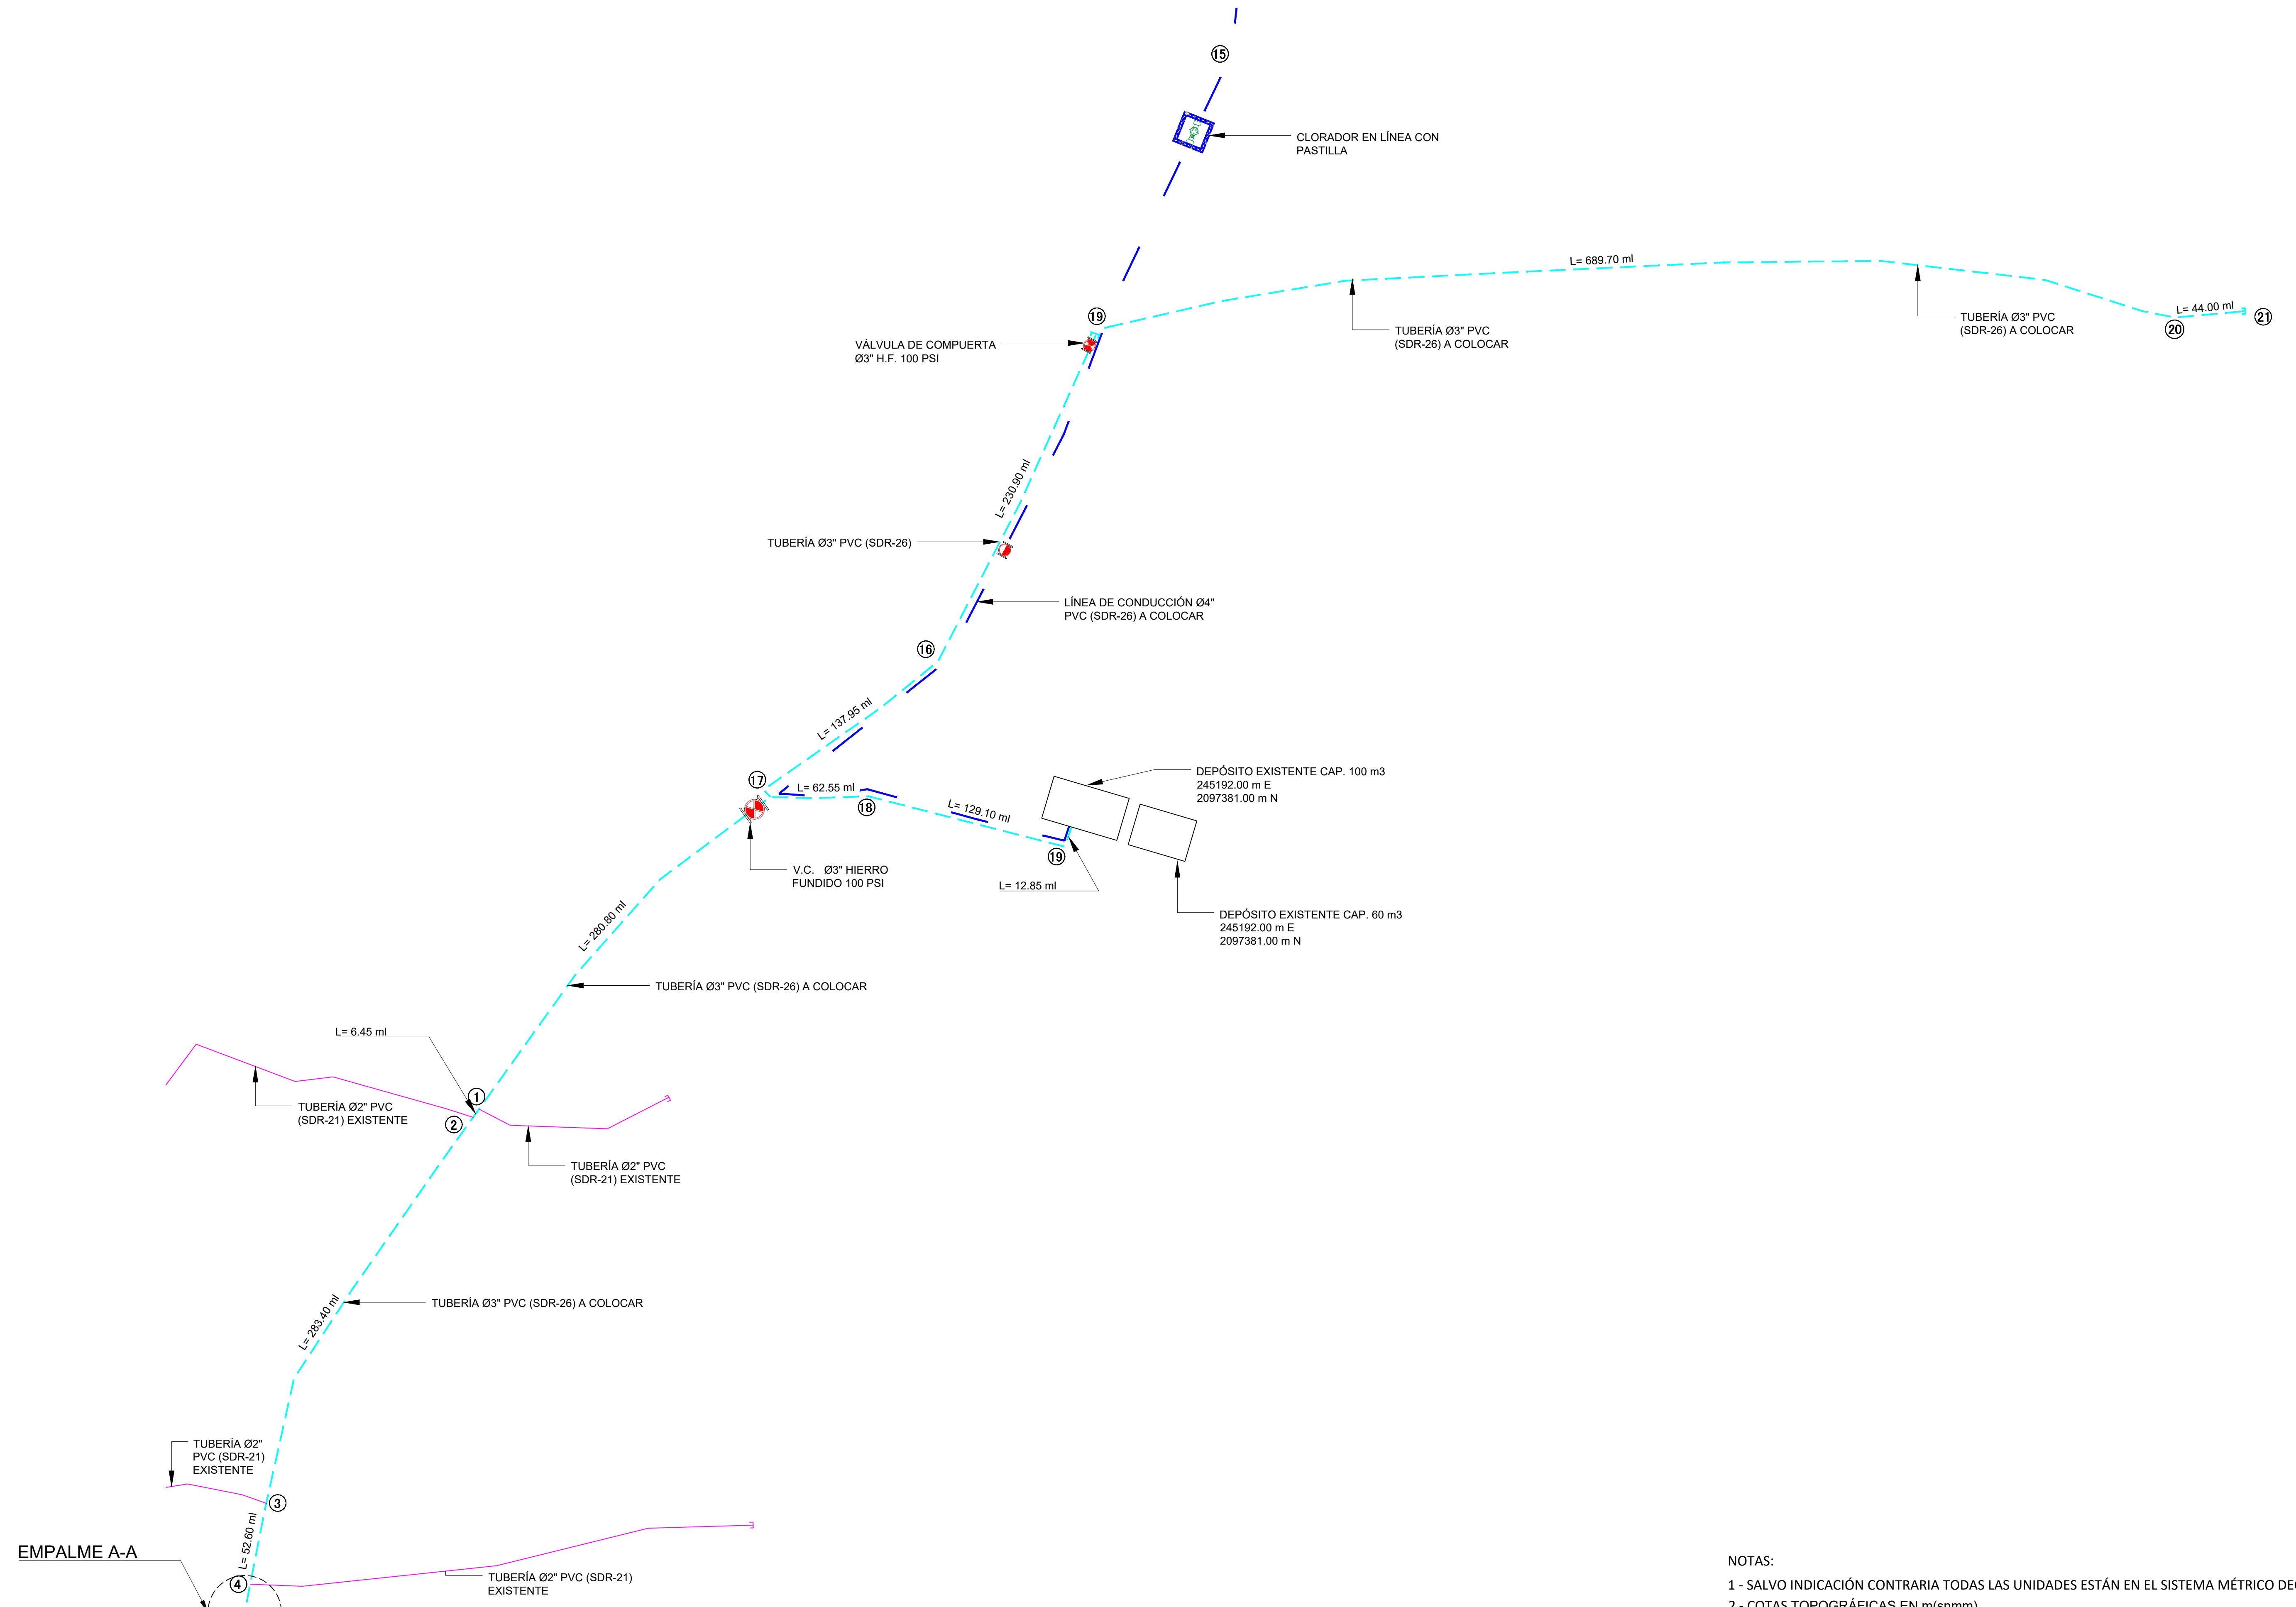 15
CLORADOR EN LÍNEA CON
PASTILLA
L= 689.70 ml
19
VÁLVULA DE COMPUERTA
Ø3" H.F. 100 PSI
TUBERÍA Ø3" PVC
(SDR-26) A COLOCAR
TUBERÍA Ø3" PVC
(SDR-26) A COLOCAR
L= 44.00 ml
20
21
L= 230.90 ml
TUBERÍA Ø3" PVC (SDR-26)
LÍNEA DE CONDUCCIÓN Ø4"
PVC (SDR-26) A COLOCAR
16
L= 137.95 ml
17
L= 62.55 ml
18
L= 129.10 ml
19
L= 12.85 ml
DEPÓSITO EXISTENTE CAP. 100 m3
245192.00 m E
2097381.00 m N
V.C. Ø3" HIERRO
FUNDIDO 100 PSI
DEPÓSITO EXISTENTE CAP. 60 m3
245192.00 m E
2097381.00 m N
L= 280.80 ml
TUBERÍA Ø3" PVC (SDR-26) A COLOCAR
L= 6.45 ml
1
2
TUBERÍA Ø2" PVC
(SDR-21) EXISTENTE
TUBERÍA Ø2" PVC
(SDR-21) EXISTENTE
L= 283.40 ml
TUBERÍA Ø3" PVC (SDR-26) A COLOCAR
TUBERÍA Ø2"
PVC (SDR-21)
EXISTENTE
3
L= 52.60 ml
EMPALME A-A
4
TUBERÍA Ø2" PVC (SDR-21)
EXISTENTE
NOTAS:
1 - SALVO INDICACIÓN CONTRARIA TODAS LAS UNIDADES ESTÁN EN EL SISTEMA MÉTRICO
2 - COTAS TOPOGRÁFICAS EN m(snmm)